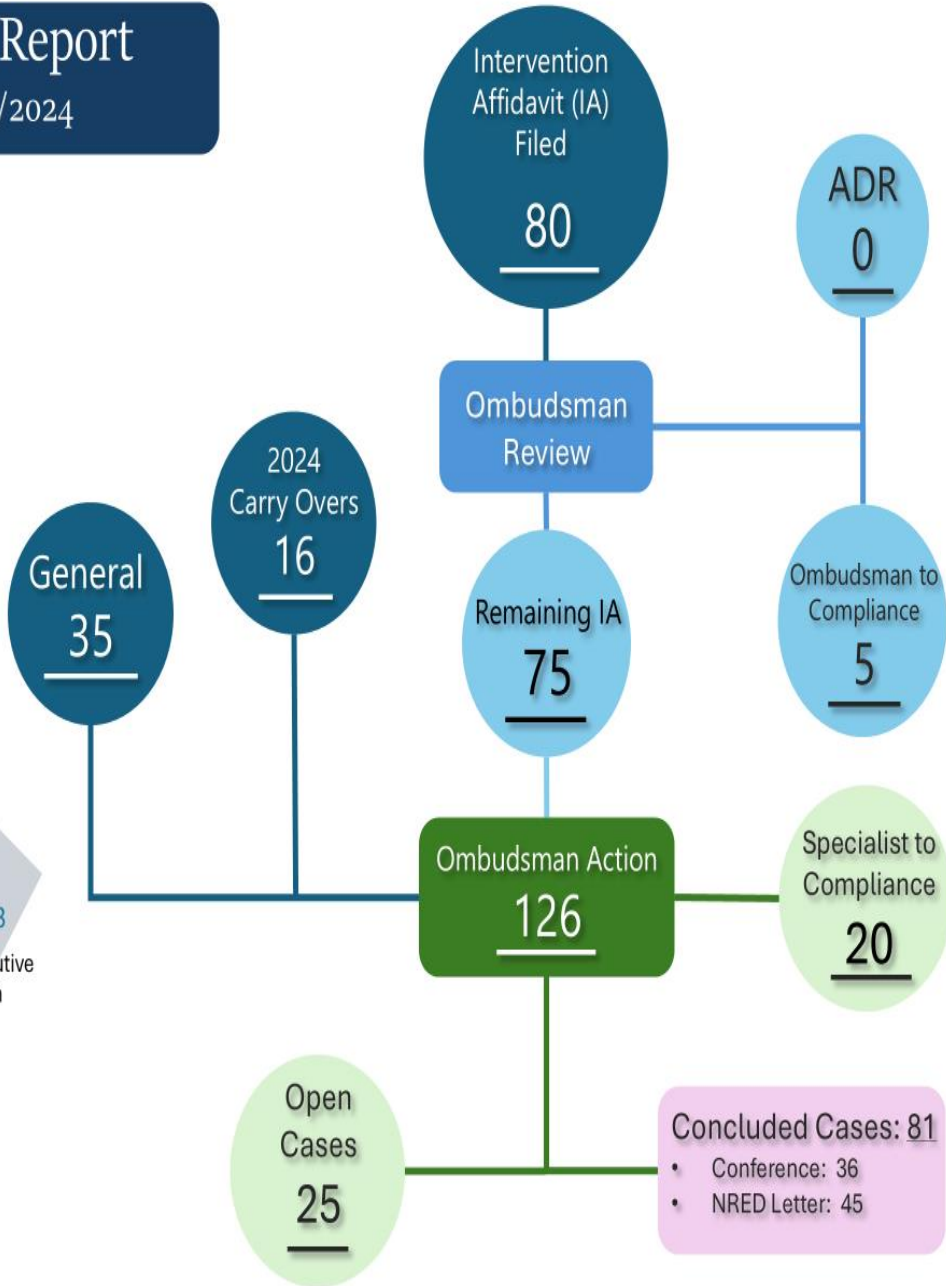 Report
/2024
Intervention
Affidavit (IA)
Filed
80
ADR
0
Ombudsman
Review
2024
Carry Overs
16
General
35
Remaining IA
75
Ombudsman to
Compliance
5
Ombudsman Action
126
Specialist to
Compliance
20
Open
Cases
25
Concluded Cases: 81
• Conference: 36
• NRED Letter: 45